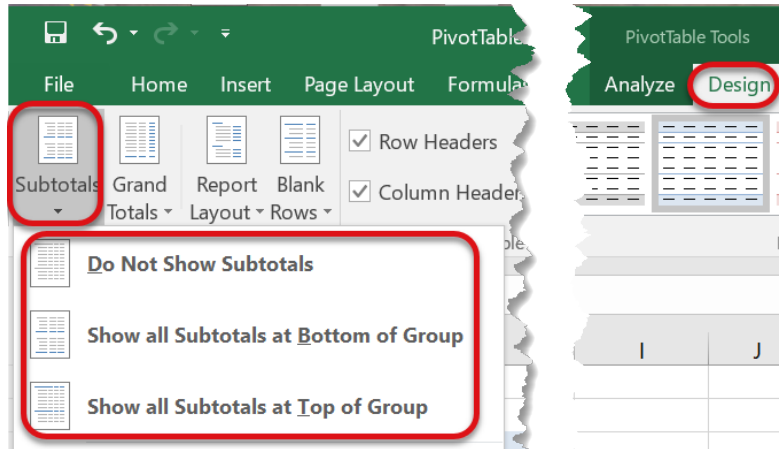 PivotTable
PivotTable Tools
File Home Insert Page Layout Formulas
Analyze Design
Subtotals
Grand Totals
Report Layout
Blank Rows
Row Headers
Column Header
Do Not Show Subtotals
Show all Subtotals at Bottom of Group
Show all Subtotals at Top of Group
I J